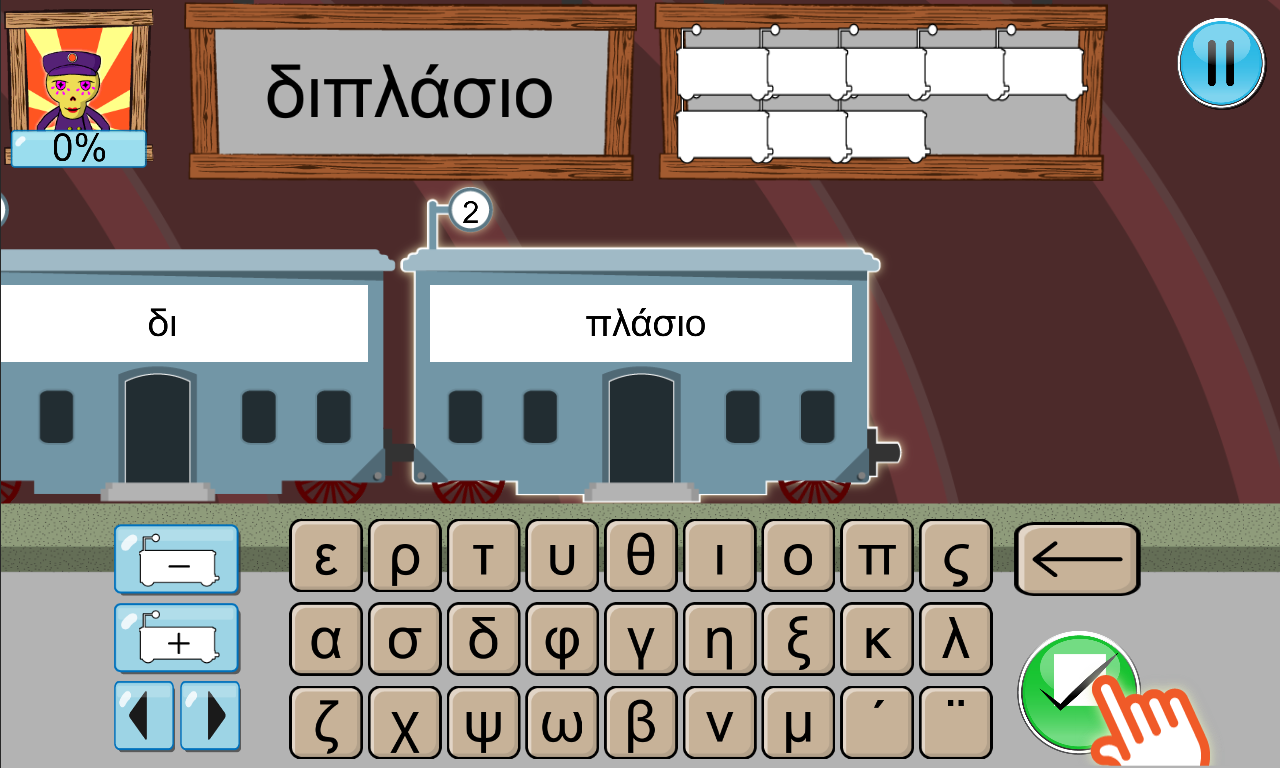 διπλάσιο
0%
2
δι
πλάσιο
− ε ρ τ υ θ ι ο π ς
+ α σ δ φ γ η ξ κ λ
ζ χ ψ ω β ν μ ΄ ¨